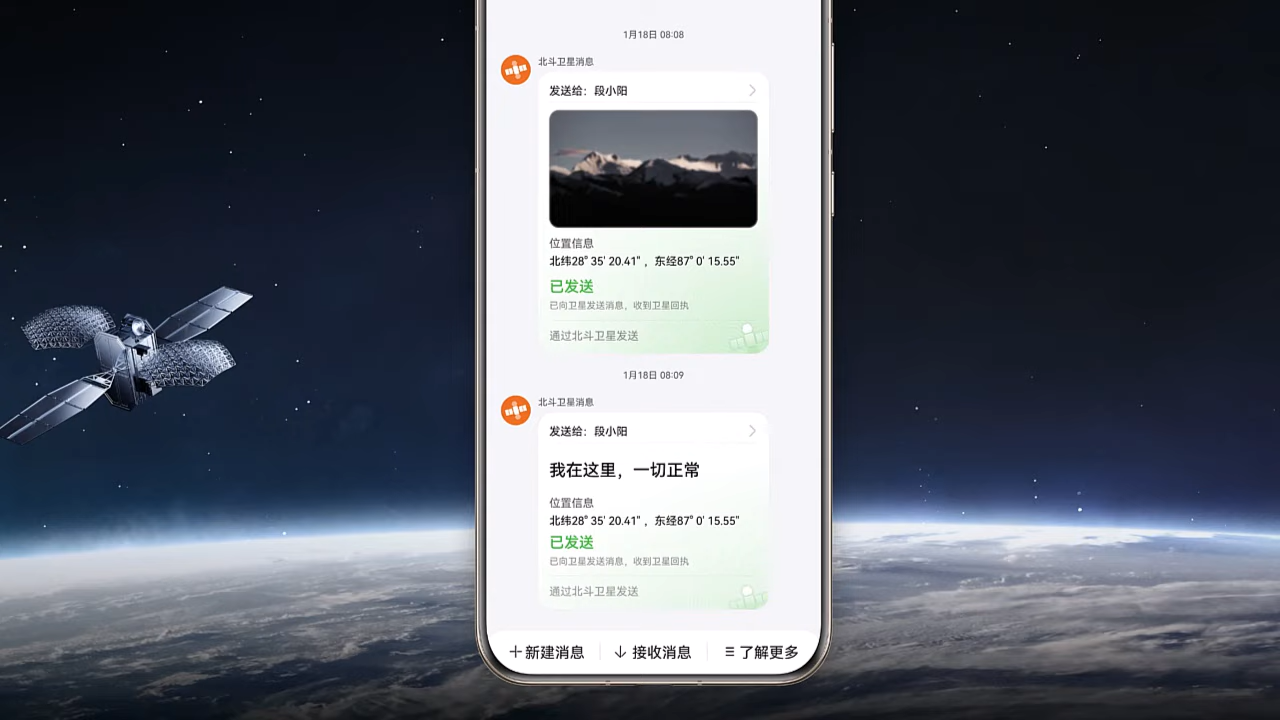 1月18日 08:08
北斗卫星消息
发送给：段小阳
位置信息
北纬28° 35' 20.41" ，东经87° 0' 15.55"
已发送
已向卫星发送消息，收到卫星回执
通过北斗卫星发送
1月18日 08:09
北斗卫星消息
发送给：段小阳
我在这里，一切正常
位置信息
北纬28° 35' 20.41" ，东经87° 0' 15.55"
已发送
已向卫星发送消息，收到卫星回执
通过北斗卫星发送
新建消息 接收消息 了解更多